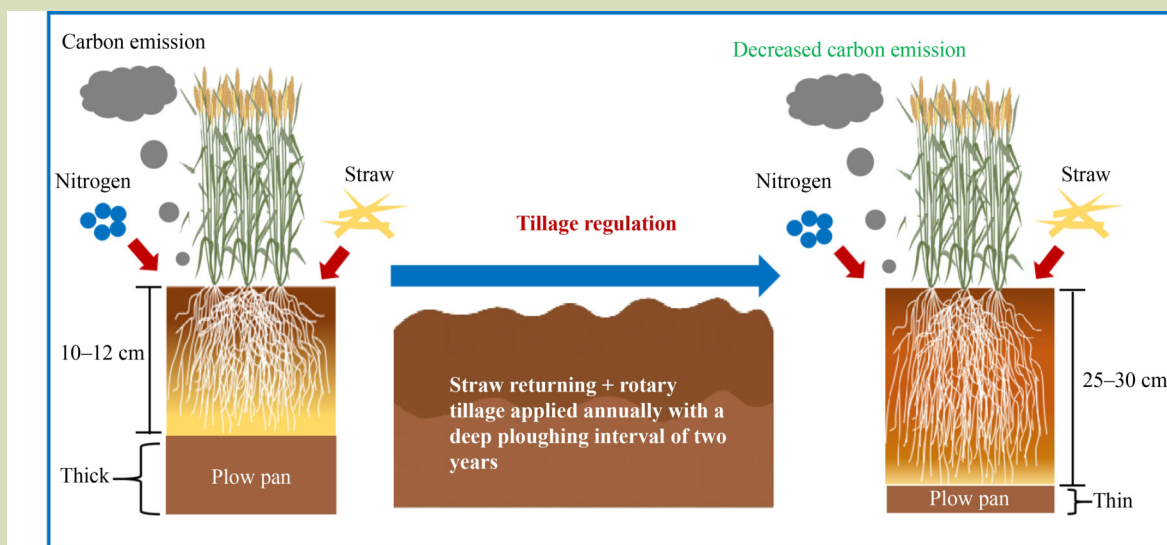 Carbon emission
Nitrogen
Straw
10–12 cm
Thick
Plow pan
Tillage regulation
Straw returning + rotary
tillage applied annually with a
deep ploughing interval of two
years
Decreased carbon emission
Nitrogen
Straw
25–30 cm
Plow pan
Thin